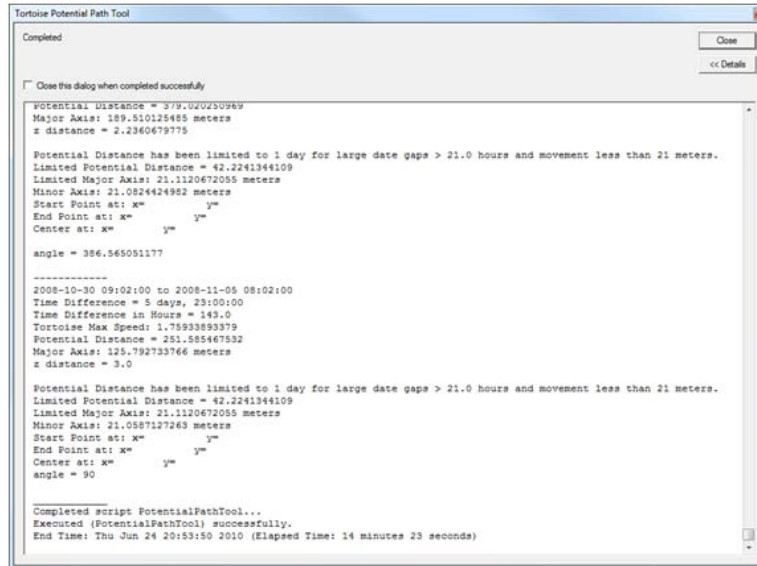 Tortoise Potential Path Tool
Completed
Close
<< Details
Close this dialog when completed successfully
Potential Distance = 379.020250969
Major Axis: 189.510125485 meters
z distance = 2.2360679775
Potential Distance has been limited to 1 day for large date gaps > 21.0 hours and movement less than 21 meters.
Limited Potential Distance = 42.2241344109
Limited Major Axis: 21.1120672055 meters
Minor Axis: 21.0824424982 meters
Start Point at: x= y=
End Point at: x= y=
Center at: x= y=
angle = 386.565051177
------------
2008-10-30 09:02:00 to 2008-11-05 08:02:00
Time Difference = 5 days, 23:00:00
Time Difference in Hours = 143.0
Tortoise Max Speed: 1.75933893379
Potential Distance = 251.585467532
Major Axis: 125.792733766 meters
z distance = 3.0
Potential Distance has been limited to 1 day for large date gaps > 21.0 hours and movement less than 21 meters.
Limited Potential Distance = 42.2241344109
Limited Major Axis: 21.1120672055 meters
Minor Axis: 21.0587127263 meters
Start Point at: x= y=
End Point at: x= y=
Center at: x= y=
angle = 90
____________
Completed script PotentialPathTool...
Executed (PotentialPathTool) successfully.
End Time: Thu Jun 24 20:53:50 2010 (Elapsed Time: 14 minutes 23 seconds)